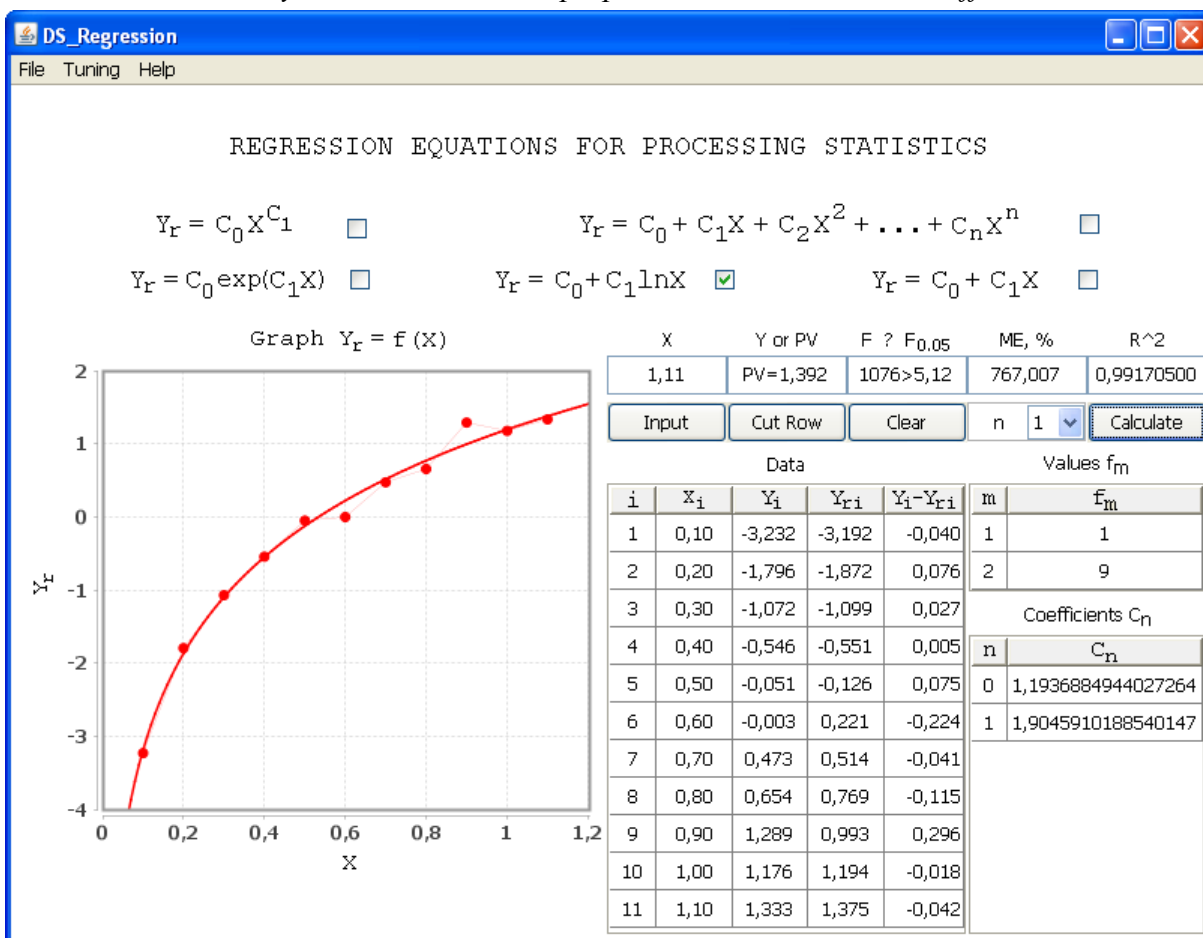 DS_Regression
File Tuning Help
REGRESSION EQUATIONS FOR PROCESSING STATISTICS
Yr = C0XC1
Yr = C0 + C1X + C2X2 + ... + CnXn
Yr = C0exp(C1X)
Yr = C0+C1lnX
Yr = C0 + C1X
Graph Yr = f (X)
X Y or PV F ? F0.05 ME, % R^2
1,11 PV=1,392 1076>5,12 767,007 0,99170500
Input Cut Row Clear n 1 Calculate
Data
Values fm
i Xi Yi Yri Yi-Yri
1 0,10 -3,232 -3,192 -0,040
2 0,20 -1,796 -1,872 0,076
3 0,30 -1,072 -1,099 0,027
4 0,40 -0,546 -0,551 0,005
5 0,50 -0,051 -0,126 0,075
6 0,60 -0,003 0,221 -0,224
7 0,70 0,473 0,514 -0,041
8 0,80 0,654 0,769 -0,115
9 0,90 1,289 0,993 0,296
10 1,00 1,176 1,194 -0,018
11 1,10 1,333 1,375 -0,042
m fm
1 1
2 9
Coefficients Cn
n Cn
0 1,1936884944027264
1 1,9045910188540147
2
1
0
-1
-2
-3
-4
Yr
0 0,2 0,4 0,6 0,8 1 1,2
X